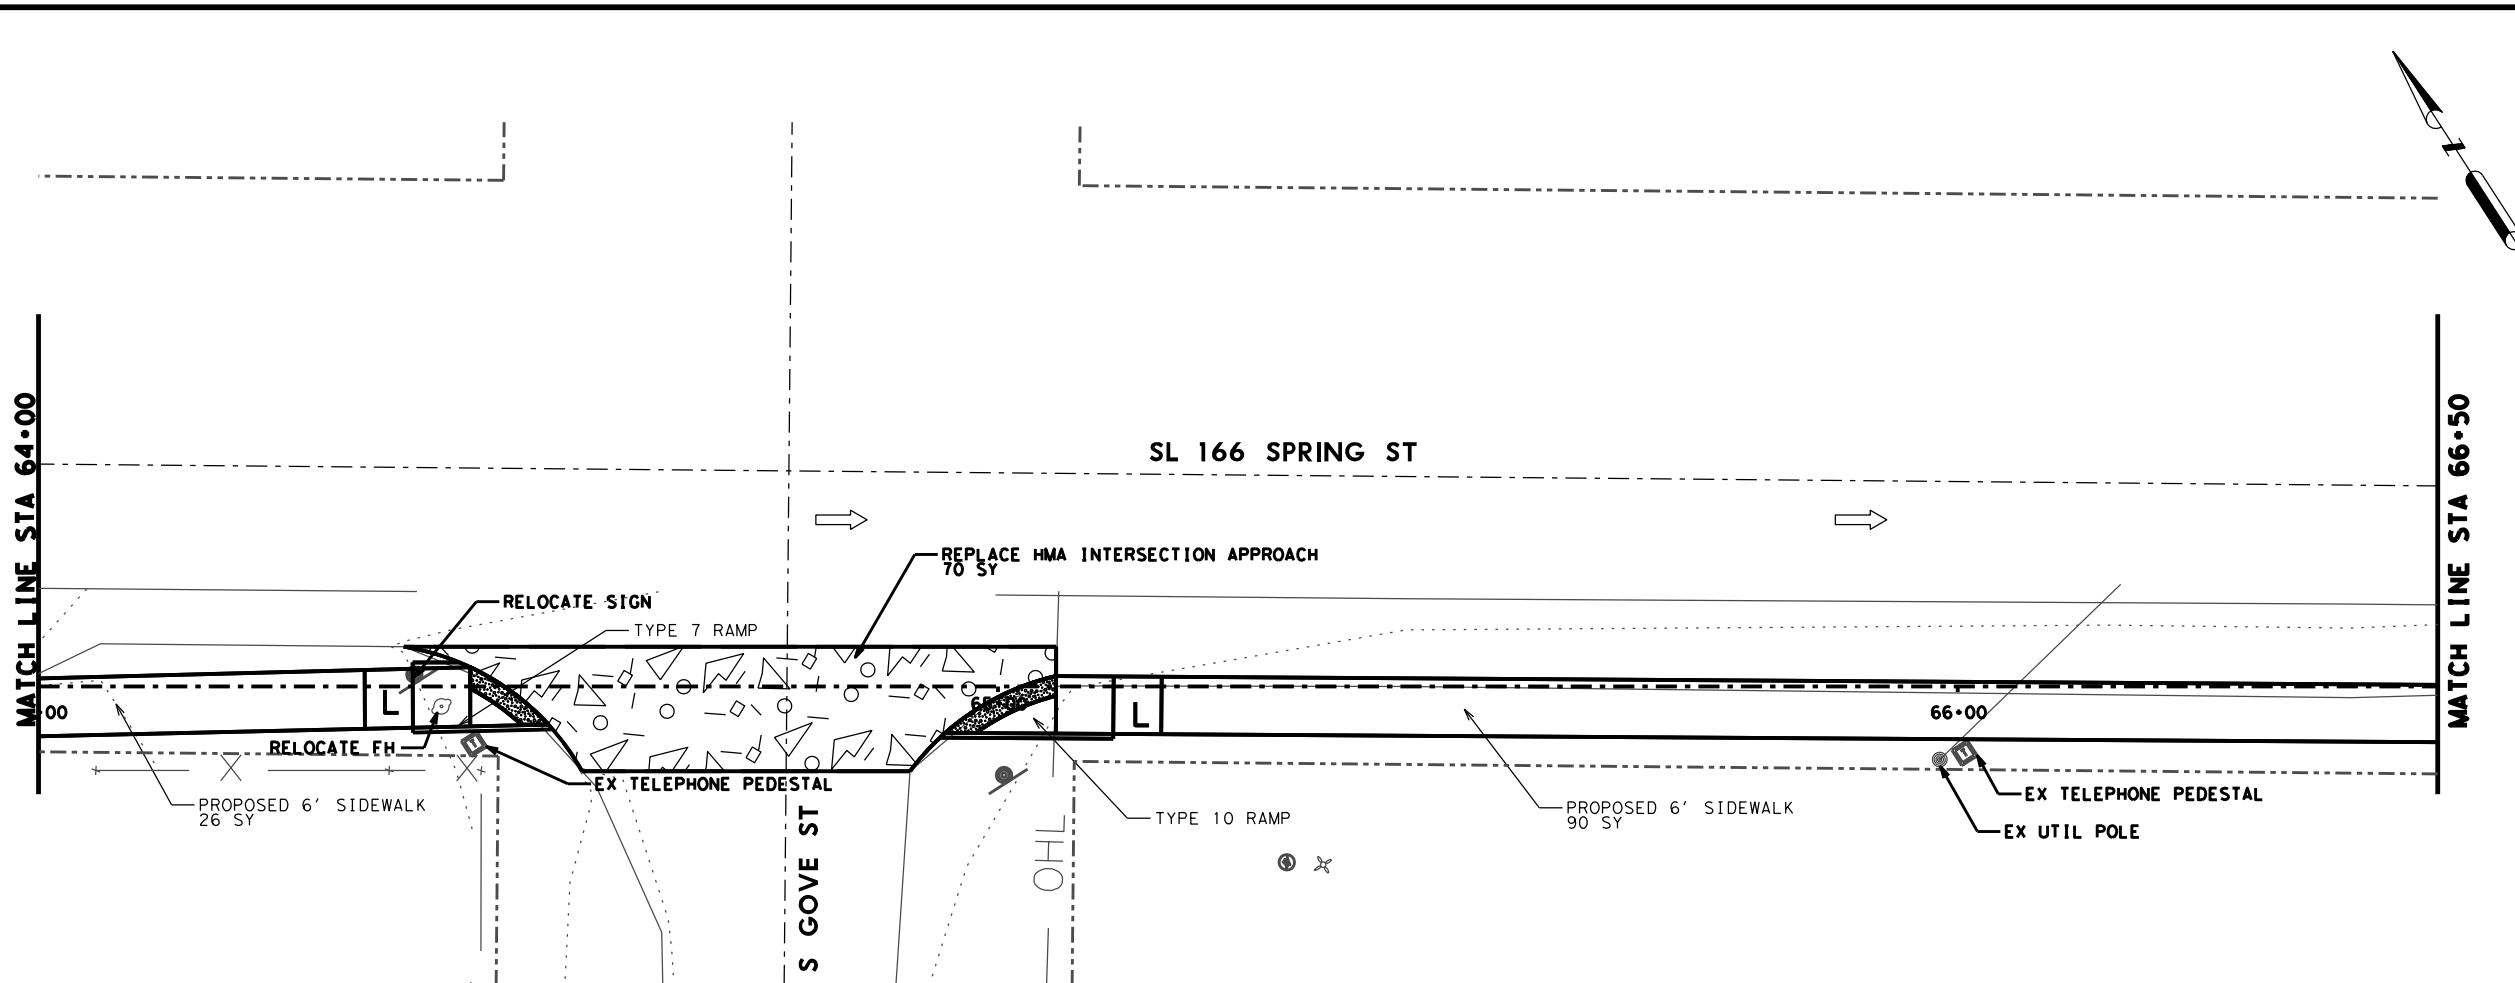 N
SL 166 SPRING ST
MATCH LINE STA 64+00
MATCH LINE STA 66+50
REPLACE HMA INTERSECTION APPROACH
70 SY
RELOCATE SIGN
TYPE 7 RAMP
L
L
+00
65+00
66+00
RELOCATE FH
T
T
EX TELEPHONE PEDESTAL
EX TELEPHONE PEDESTAL
PROPOSED 6' SIDEWALK
26 SY
TYPE 10 RAMP
PROPOSED 6' SIDEWALK
90 SY
EX UTIL POLE
S GOVE ST
OHL